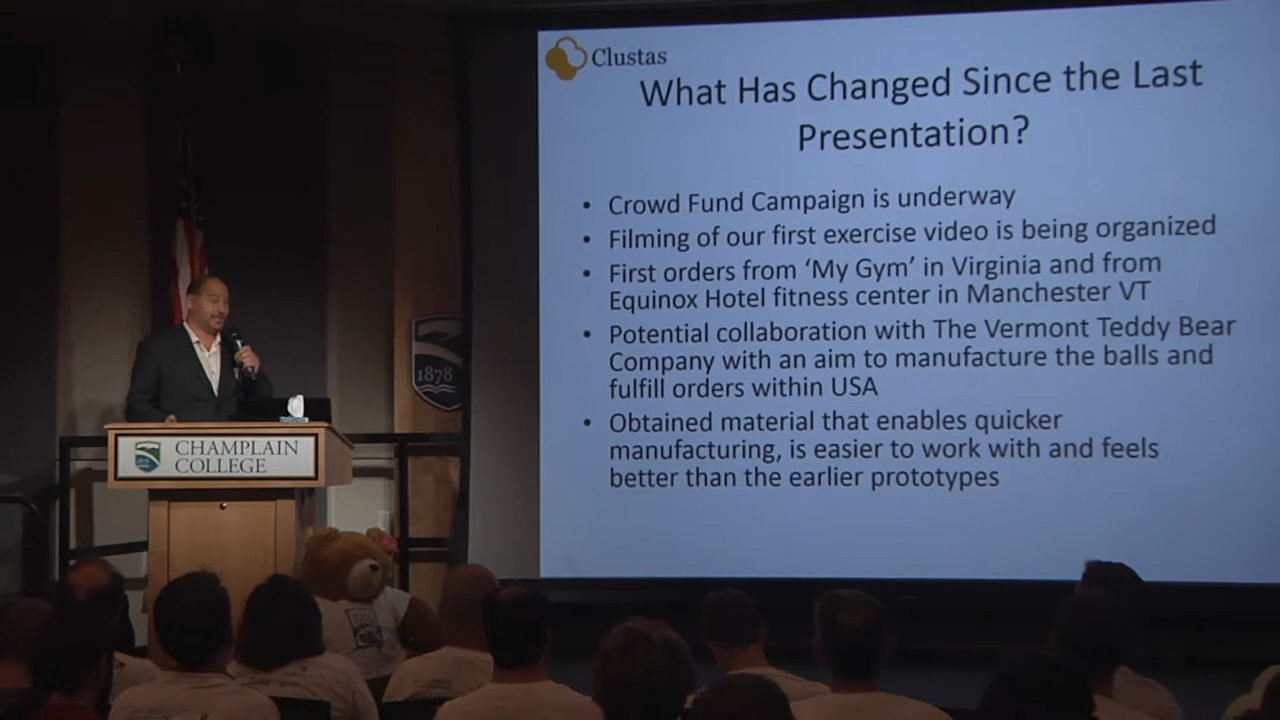 Clustas
What Has Changed Since the Last
Presentation?
• Crowd Fund Campaign is underway
• Filming of our first exercise video is being organized
• First orders from ‘My Gym’ in Virginia and from
Equinox Hotel fitness center in Manchester VT
• Potential collaboration with The Vermont Teddy Bear
Company with an aim to manufacture the balls and
fulfill orders within USA
• Obtained material that enables quicker
manufacturing, is easier to work with and feels
better than the earlier prototypes
1878
CHAMPLAIN
COLLEGE